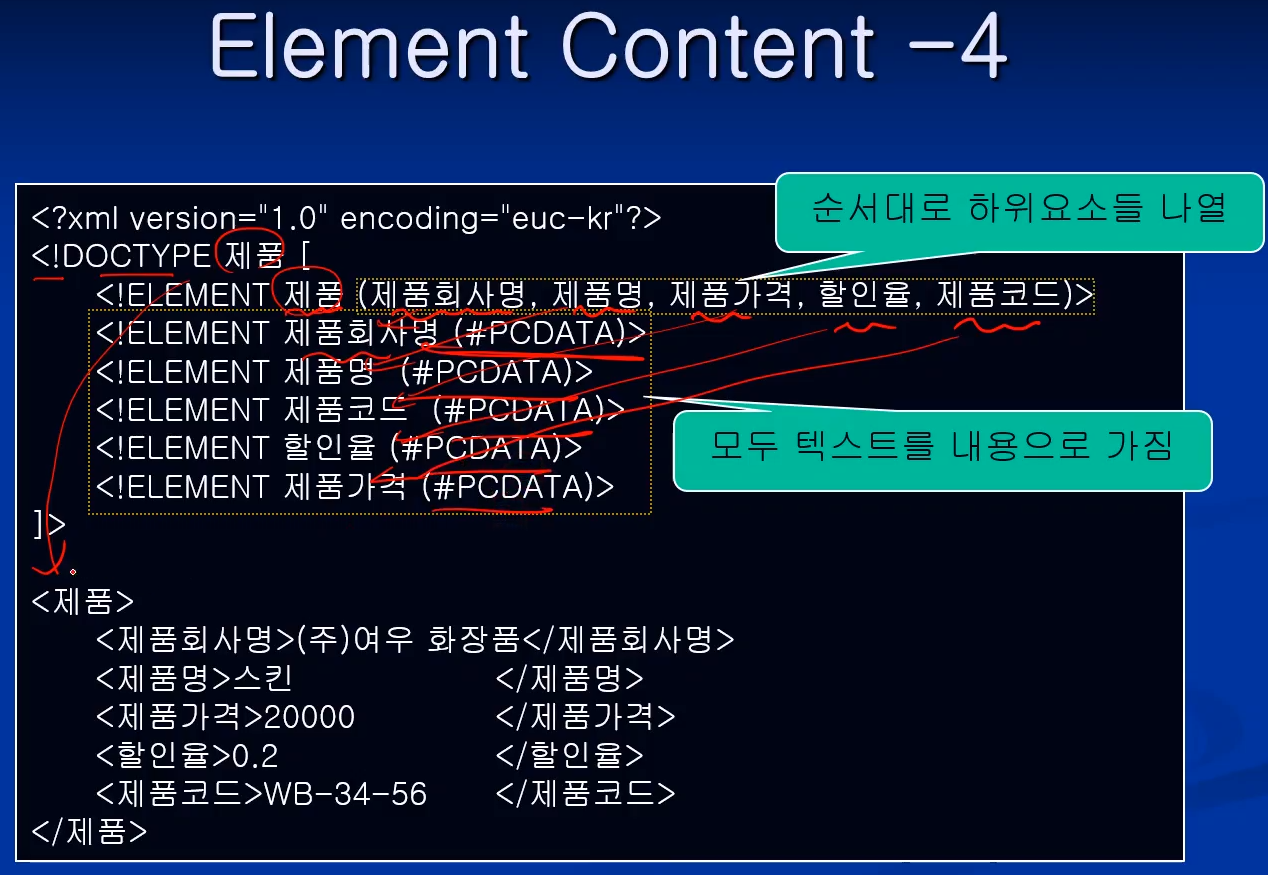 Element Content -4
순서대로 하위요소들 나열
<?xml version="1.0" encoding="euc-kr"?>
<!DOCTYPE 제품 [
<!ELEMENT 제품 (제품회사명, 제품명, 제품가격, 할인율, 제품코드)>
<!ELEMENT 제품회사명 (#PCDATA)>
<!ELEMENT 제품명 (#PCDATA)>
<!ELEMENT 제품코드 (#PCDATA)>
<!ELEMENT 할인율 (#PCDATA)>
<!ELEMENT 제품가격 (#PCDATA)>
모두 텍스트를 내용으로 가짐
]>
<제품>
<제품회사명>(주)여우 화장품</제품회사명>
<제품명>스킨 </제품명>
<제품가격>20000 </제품가격>
<할인율>0.2 </할인율>
<제품코드>WB-34-56 </제품코드>
</제품>